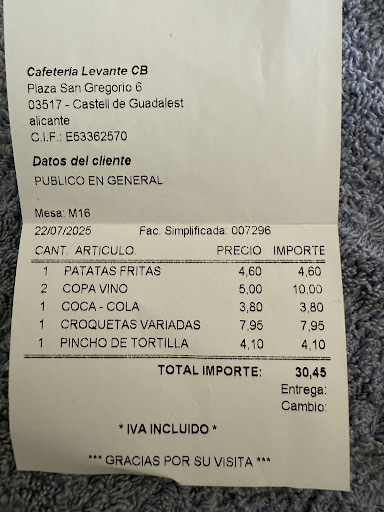 Cafeteria Levante CB
Plaza San Gregorio 6
03517 - Castell de Guadalest
alicante
C.I.F.: E53362570
Datos del cliente
PUBLICO EN GENERAL
Mesa: M16
22/07/2025 Fac. Simplificada: 007296
CANT. ARTICULO. PRECIO IMPORTE
1 PATATAS FRITAS 4,60 4,60
2 COPA VINO 5,00 10,00
1 COCA - COLA 3,80 3,80
1 CROQUETAS VARIADAS 7,95 7,95
1 PINCHO DE TORTILLA 4,10 4,10
TOTAL IMPORTE: 30,45
Entrega:
Cambio:
* IVA INCLUIDO *
*** GRACIAS POR SU VISITA ***